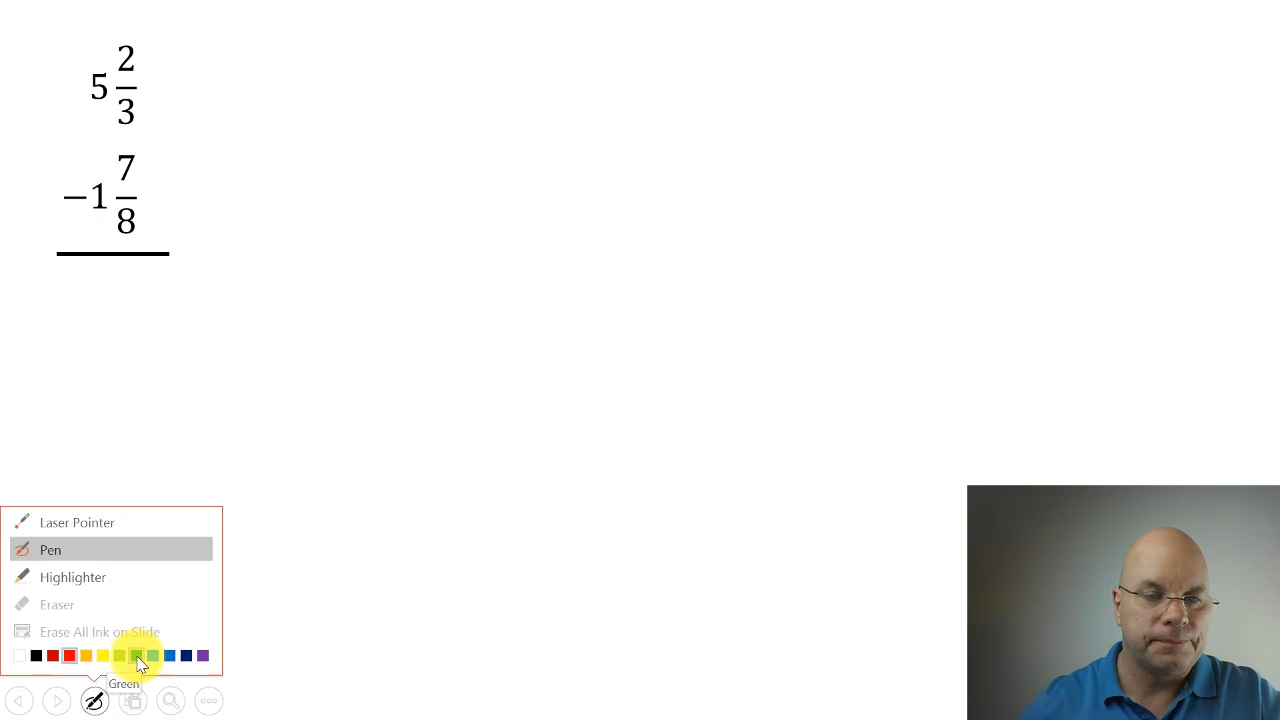 5 2/3
−1 7/8
Laser Pointer
Pen
Highlighter
Eraser
Erase All Ink on Slide
Green